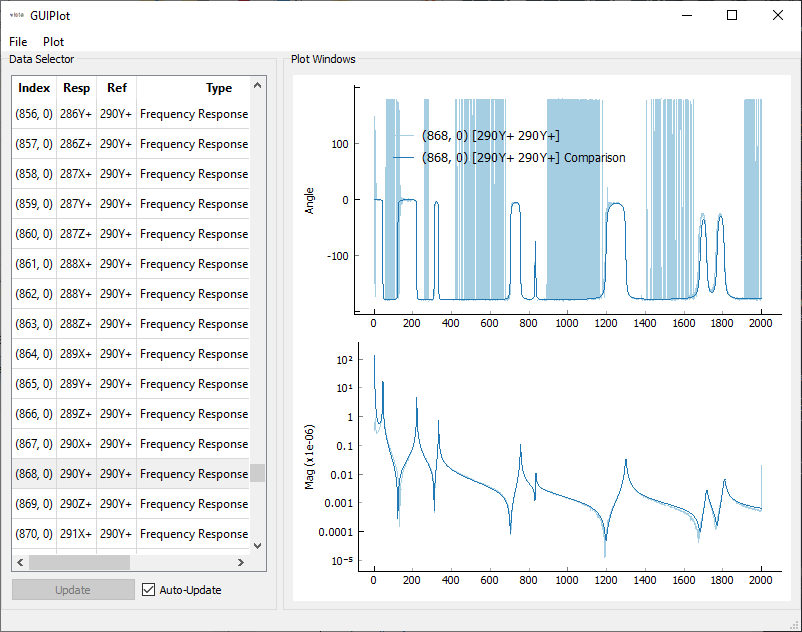 GUIPlot
File Plot
Data Selector
Index Resp Ref Type
(856, 0) 286Y+ 290Y+ Frequency Response
(857, 0) 286Z+ 290Y+ Frequency Response
(858, 0) 287X+ 290Y+ Frequency Response
(859, 0) 287Y+ 290Y+ Frequency Response
(860, 0) 287Z+ 290Y+ Frequency Response
(861, 0) 288X+ 290Y+ Frequency Response
(862, 0) 288Y+ 290Y+ Frequency Response
(863, 0) 288Z+ 290Y+ Frequency Response
(864, 0) 289X+ 290Y+ Frequency Response
(865, 0) 289Y+ 290Y+ Frequency Response
(866, 0) 289Z+ 290Y+ Frequency Response
(867, 0) 290X+ 290Y+ Frequency Response
(868, 0) 290Y+ 290Y+ Frequency Response
(869, 0) 290Z+ 290Y+ Frequency Response
(870, 0) 291X+ 290Y+ Frequency Response
Update
Auto-Update
Plot Windows
(868, 0) [290Y+ 290Y+]
(868, 0) [290Y+ 290Y+] Comparison
Angle
100
0
-100
0 200 400 600 800 1000 1200 1400 1600 1800 2000
Mag (x1e-06)
10²
10¹
1
0.1
0.01
0.001
0.0001
10⁻⁵
0 200 400 600 800 1000 1200 1400 1600 1800 2000